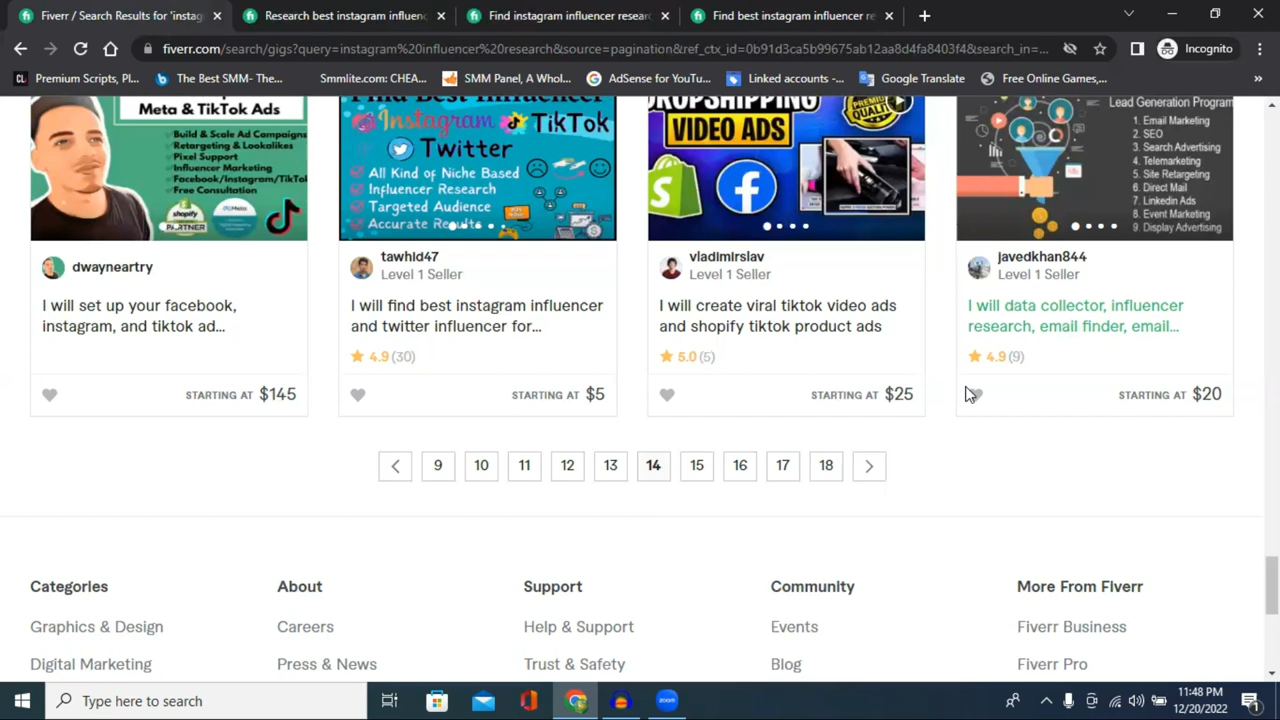 Fiverr / Search Results for 'instag
Research best instagram influenc
Find instagram influencer resear
Find best instagram influencer re
fiverr.com/search/gigs?query=instagram%20influencer%20research&source=pagination&ref_ctx_id=0b91d3ca5b99675ab12aa8d4fa8403f4&search_in=...
Incognito
Premium Scripts, Pl...
The Best SMM- The...
Smmlite.com: CHEA...
SMM Panel, A Whol...
AdSense for YouTu...
Linked accounts -...
Google Translate
Free Online Games,...
Meta & TikTok Ads
Build & Scale Ad Campaigns
Retargeting & Lookalikes
Pixel Support
Influencer Marketing
Facebook/Instagram/TikTok
Free Consultation
shopify
PARTNER
Meta
Find Best Influencer
Instagram TikTok
Twitter
All Kind of Niche Based
Influencer Research
Targeted Audience
Accurate Results
BUY NOW
DROPSHIPPING
VIDEO ADS
PREMIUM
QUALITY
Lead Generation Program
1. Email Marketing
2. SEO
3. Search Advertising
4. Telemarketing
5. Site Retargeting
6. Direct Mail
7. Linkedin Ads
8. Event Marketing
9. Display Advertising
dwayneartry
I will set up your facebook,
instagram, and tiktok ad...
STARTING AT $145
tawhid47
Level 1 Seller
I will find best instagram influencer
and twitter influencer for...
4.9 (30)
STARTING AT $5
vladimirslav
Level 1 Seller
I will create viral tiktok video ads
and shopify tiktok product ads
5.0 (5)
STARTING AT $25
javedkhan844
Level 1 Seller
I will data collector, influencer
research, email finder, email...
4.9 (9)
STARTING AT $20
9 10 11 12 13 14 15 16 17 18
Categories
Graphics & Design
Digital Marketing
About
Careers
Press & News
Support
Help & Support
Trust & Safety
Community
Events
Blog
More From Fiverr
Fiverr Business
Fiverr Pro
Type here to search
zoom
11:48 PM
12/20/2022
1